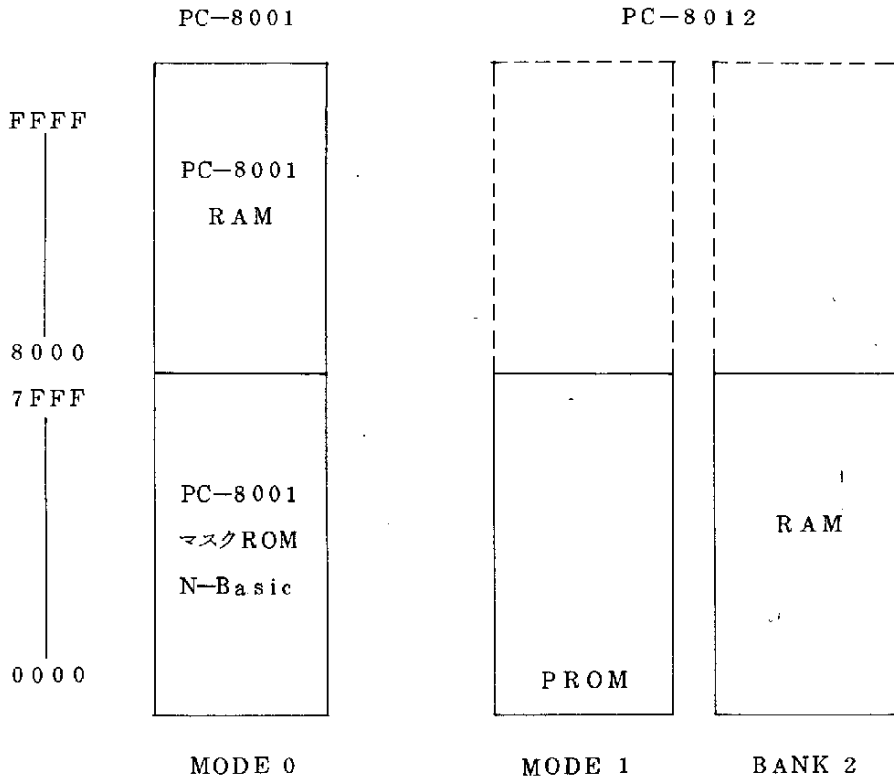 PC-8001
PC-8012
FFFF
8000
7FFF
0000
PC-8001
RAM
PC-8001
マスクROM
N-Basic
PROM
RAM
MODE 0
MODE 1
BANK 2